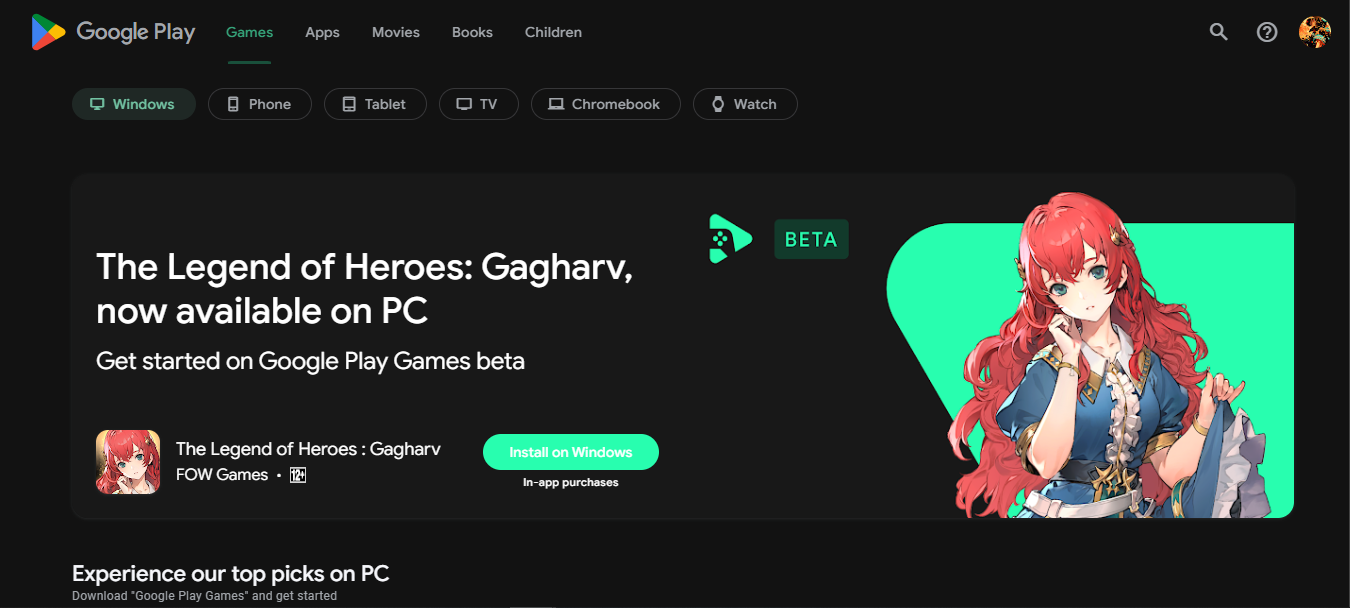 Google Play Games Apps Movies Books Children
Windows Phone Tablet TV Chromebook Watch
BETA
The Legend of Heroes: Gagharv,
now available on PC
Get started on Google Play Games beta
The Legend of Heroes : Gagharv
FOW Games • 12+
Install on Windows
In-app purchases
Experience our top picks on PC
Download "Google Play Games" and get started